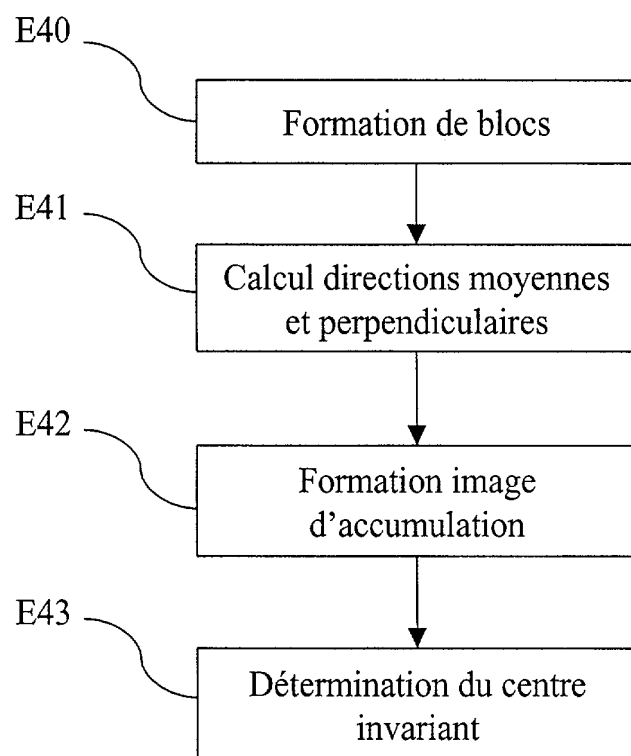 E40
Formation de blocs
E41
Calcul directions moyennes
et perpendiculaires
E42
Formation image
d'accumulation
E43
Détermination du centre
invariant